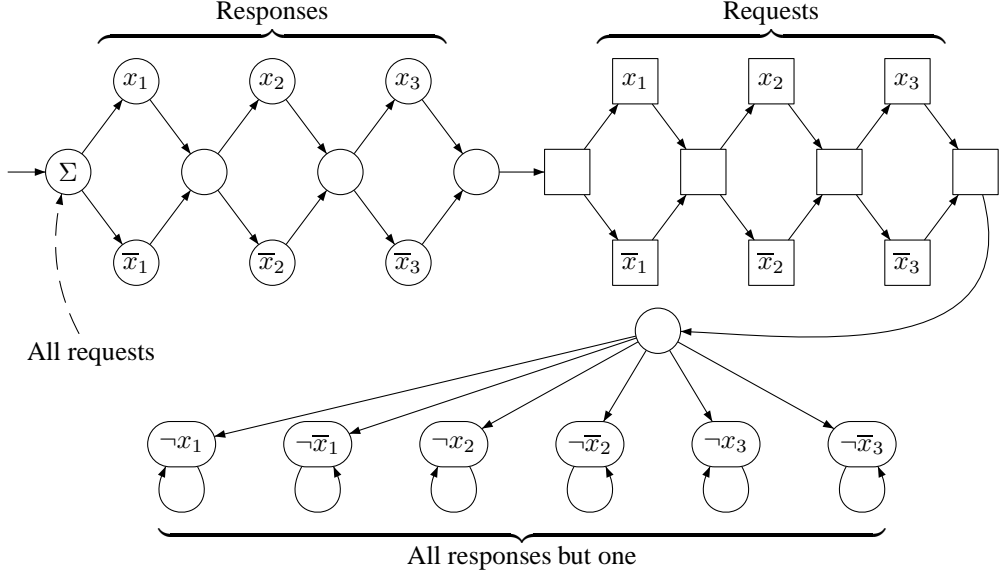 Responses
Requests
x₁ x₂ x₃
x₁ x₂ x₃
Σ
x̅₁ x̅₂ x̅₃
x̅₁ x̅₂ x̅₃
All requests
¬x₁ ¬x̅₁ ¬x₂ ¬x̅₂ ¬x₃ ¬x̅₃
All responses but one